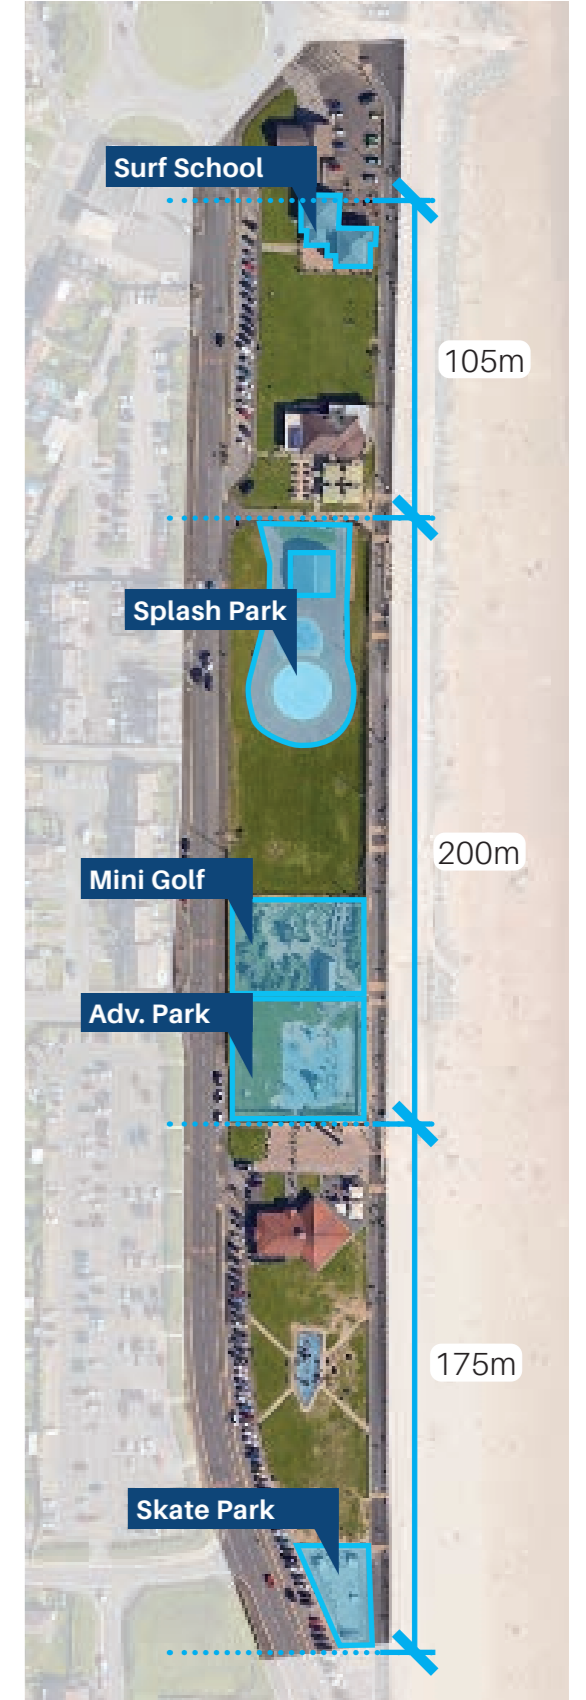 Surf School
105m
Splash Park
200m
Mini Golf
Adv. Park
175m
Skate Park